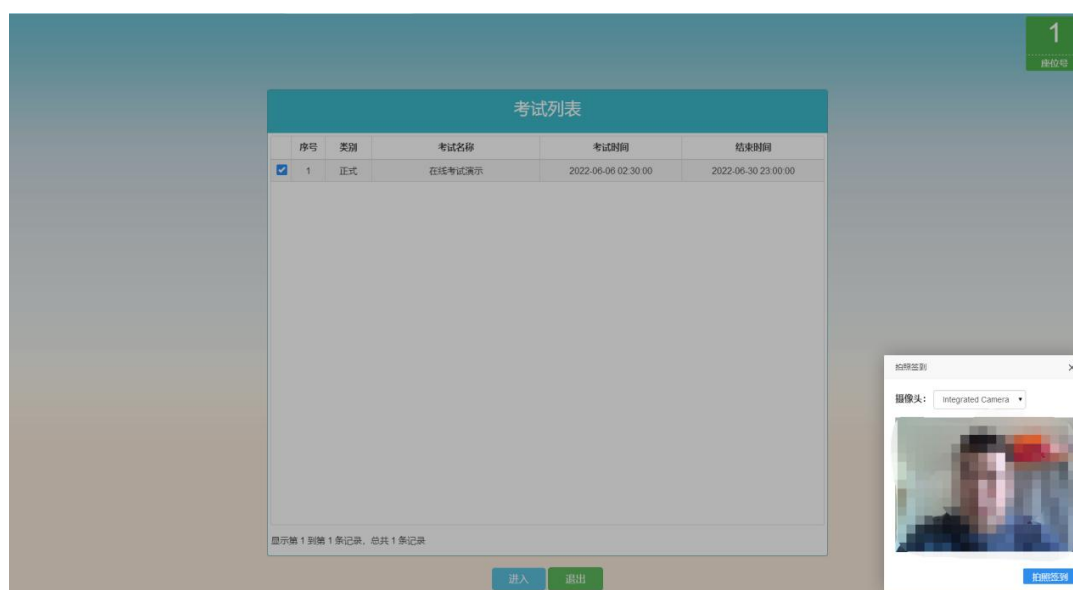 1
座位号
考试列表
序号 类别 考试名称 考试时间 结束时间
1 正式 在线考试演示 2022-06-06 02:30:00 2022-06-30 23:00:00
显示第 1 到第 1 条记录，总共 1 条记录
进入 退出
拍照签到
摄像头： Integrated Camera
拍照签到